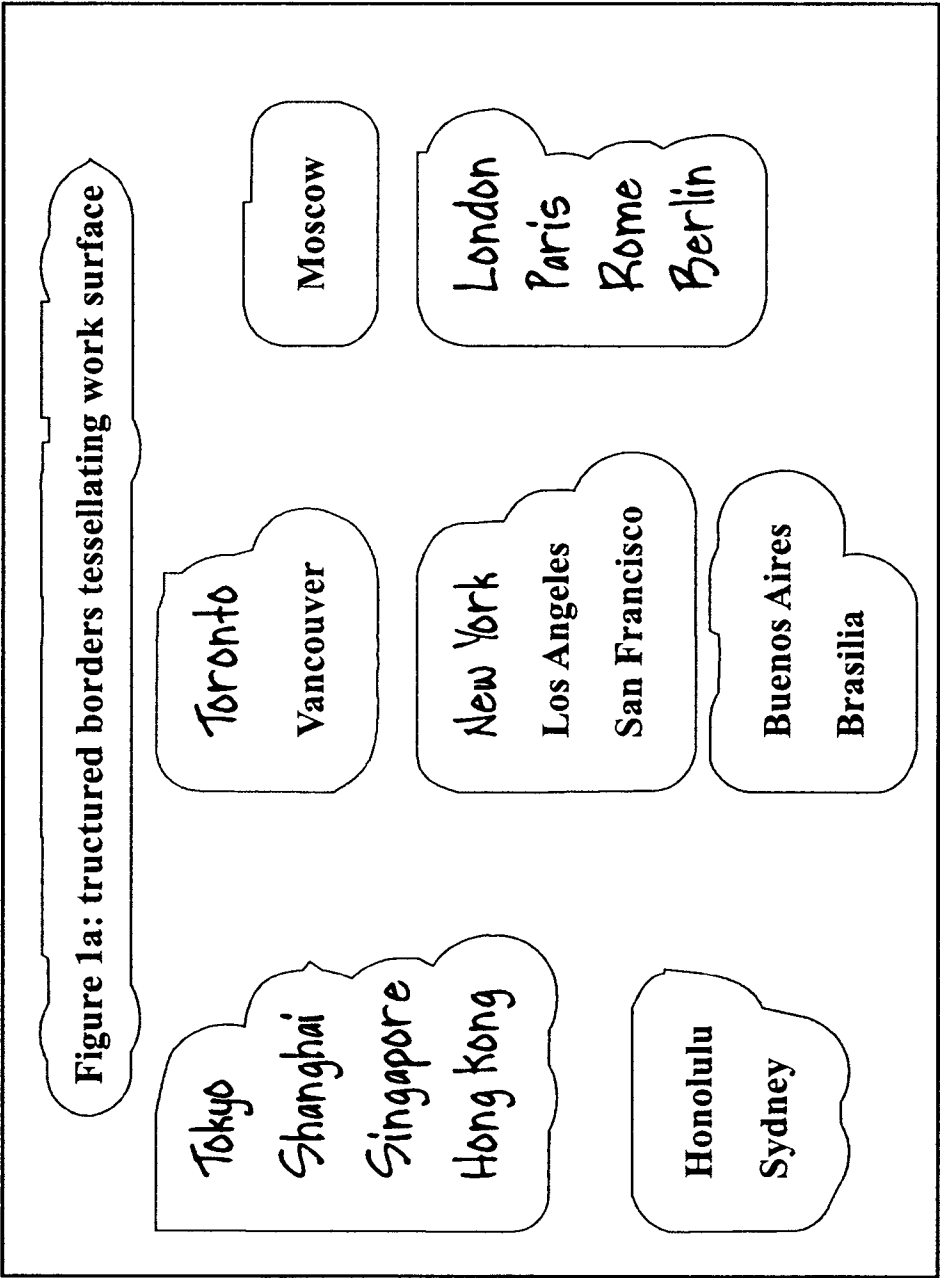 Figure 1a: tructured borders tessellating work surface
Tokyo
Shanghai
Singapore
Hong Kong
Honolulu
Sydney
Toronto
Vancouver
New York
Los Angeles
San Francisco
Buenos Aires
Brasilia
Moscow
London
Paris
Rome
Berlin